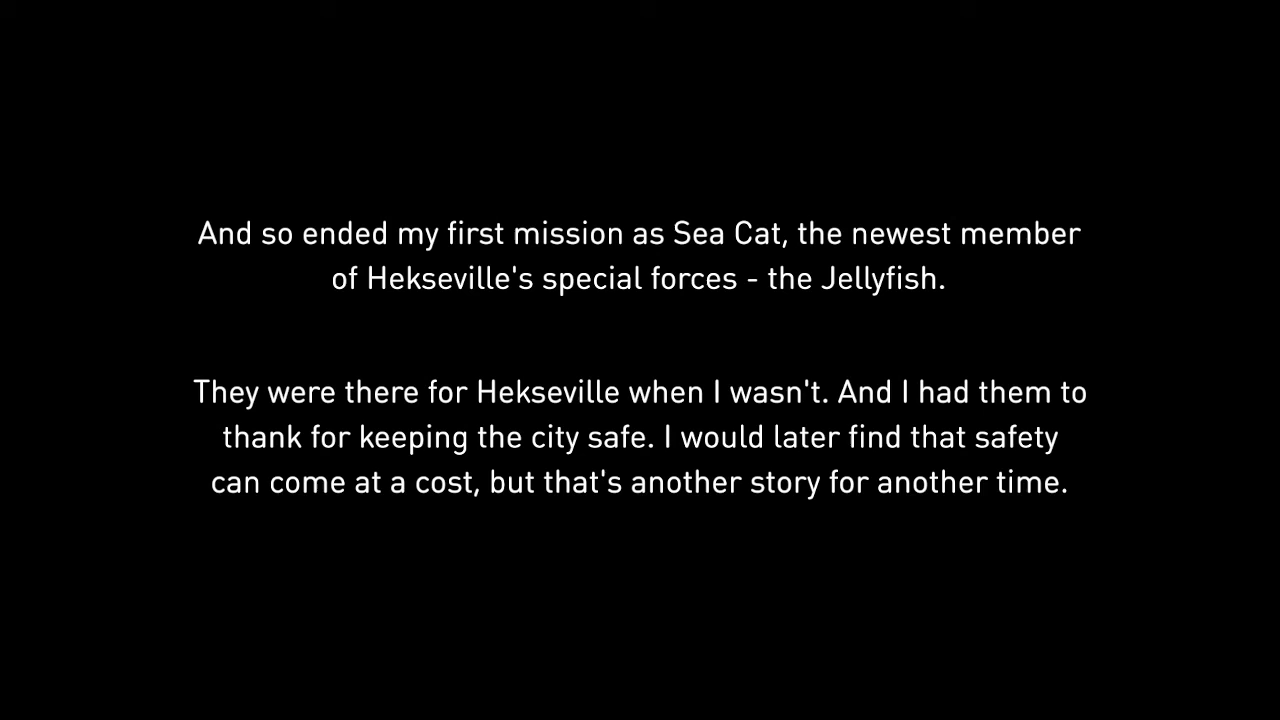 And so ended my first mission as Sea Cat, the newest member
of Hekseville's special forces - the Jellyfish.
They were there for Hekseville when I wasn't. And I had them to
thank for keeping the city safe. I would later find that safety
can come at a cost, but that's another story for another time.